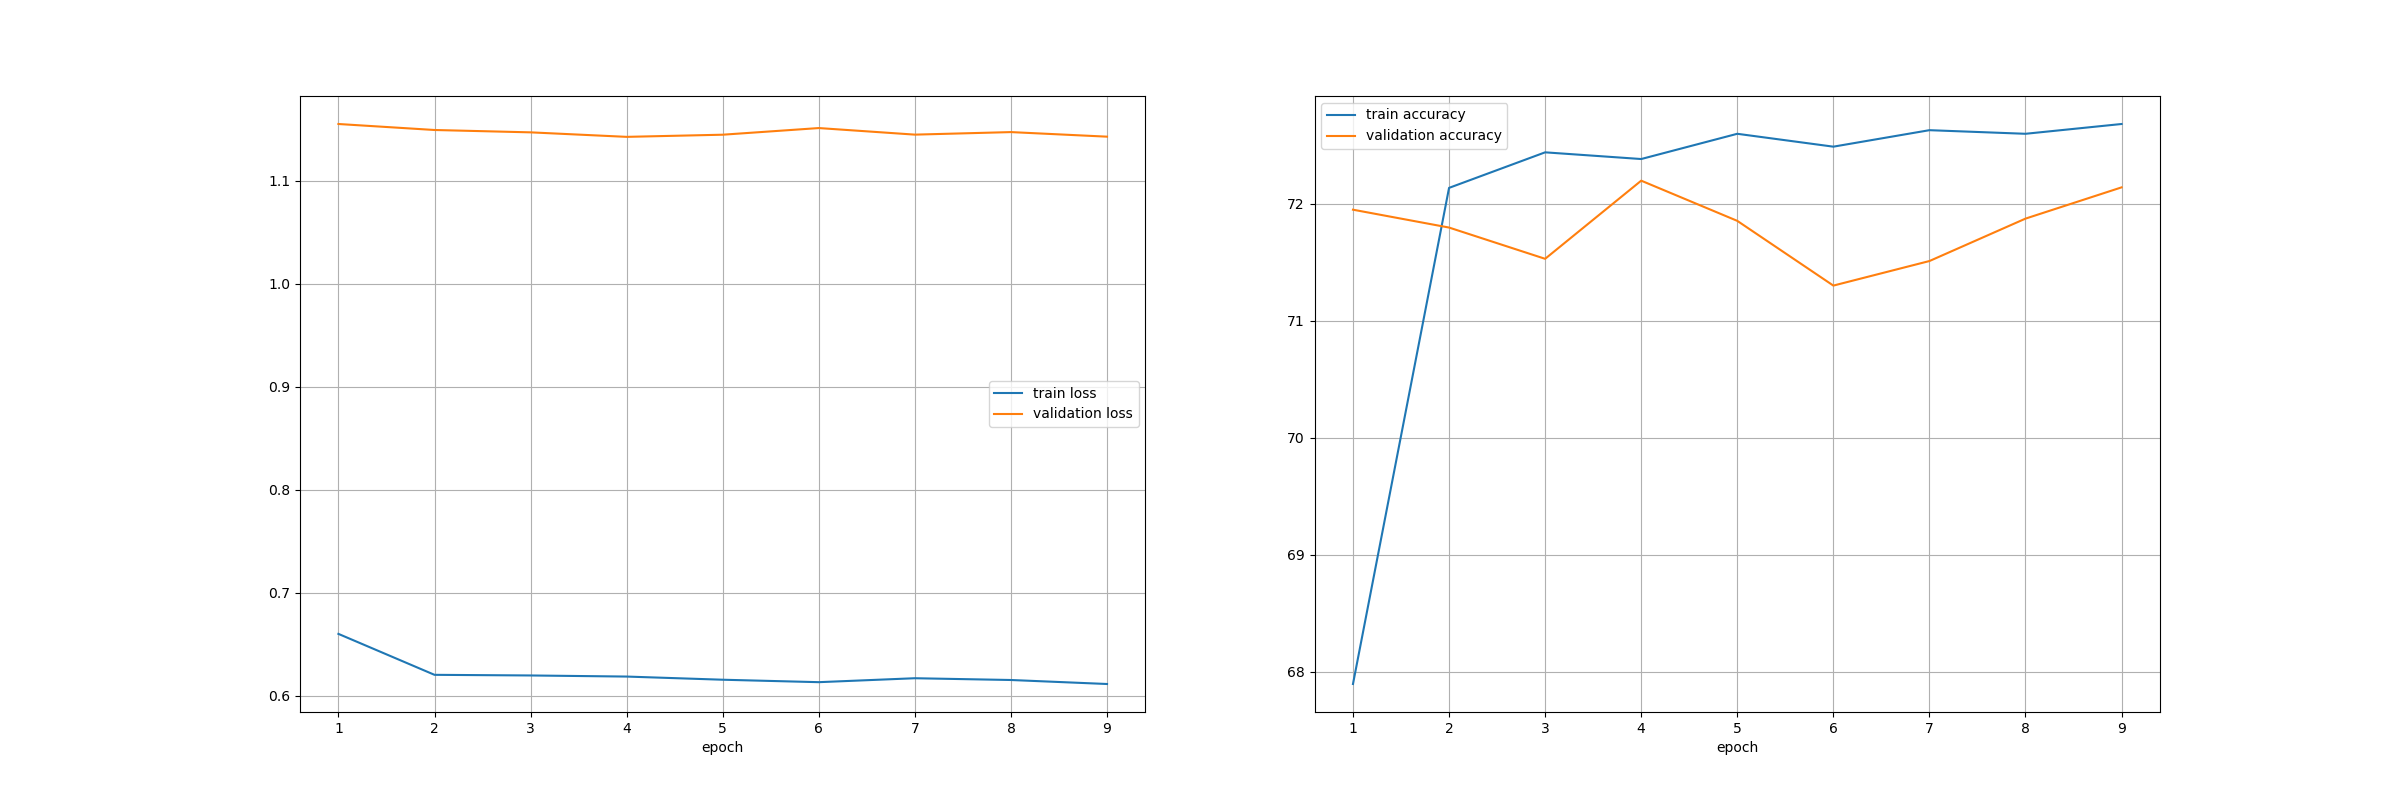 1.1
1.0
0.9
0.8
0.7
0.6
1 2 3 4 5 6 7 8 9
epoch
train loss
validation loss
train accuracy
validation accuracy
72
71
70
69
68
1 2 3 4 5 6 7 8 9
epoch